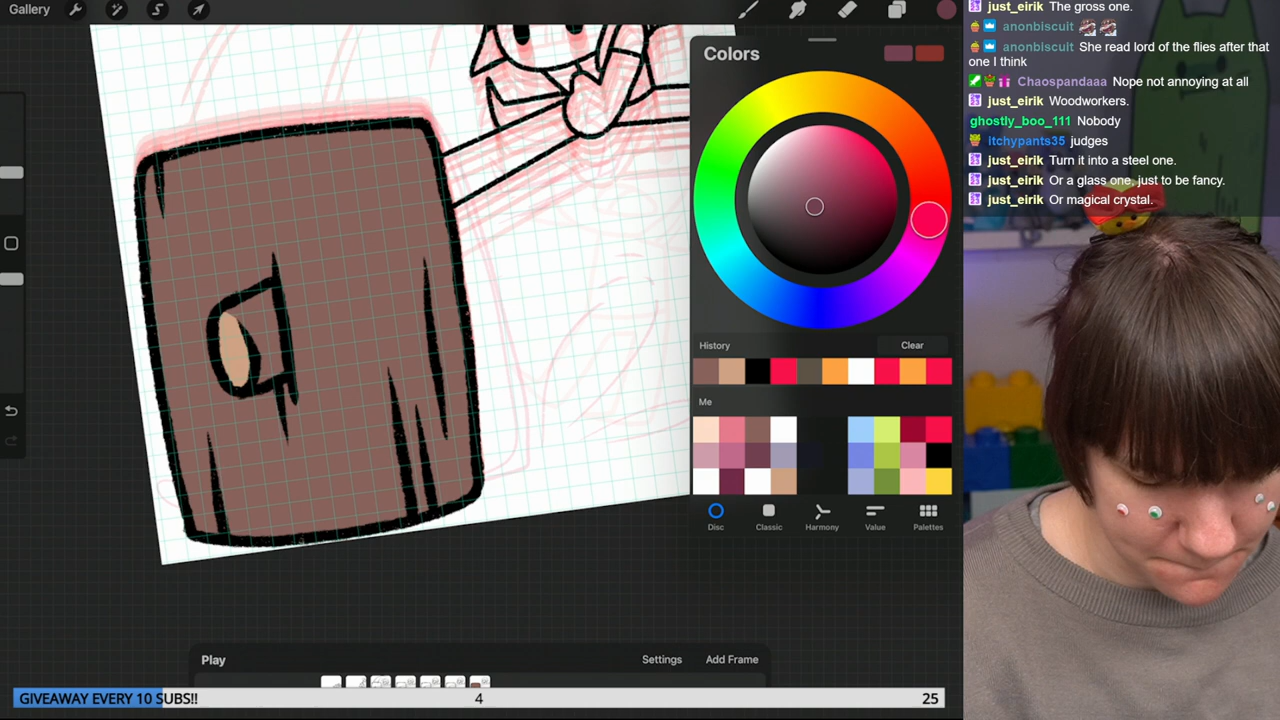 Gallery
Colors
History
Clear
Me
Disc
Classic
Harmony
Value
Palettes
Play
Settings
Add Frame
GIVEAWAY EVERY 10 SUBS!!
4
25
just_eirik The gross one.
anonbiscuit
anonbiscuit She read lord of the flies after that
one I think
Chaospandaaa Nope not annoying at all
just_eirik Woodworkers.
ghostly_boo_111 Nobody
itchypants35 judges
just_eirik Turn it into a steel one.
just_eirik Or a glass one, just to be fancy.
just_eirik Or magical crystal.